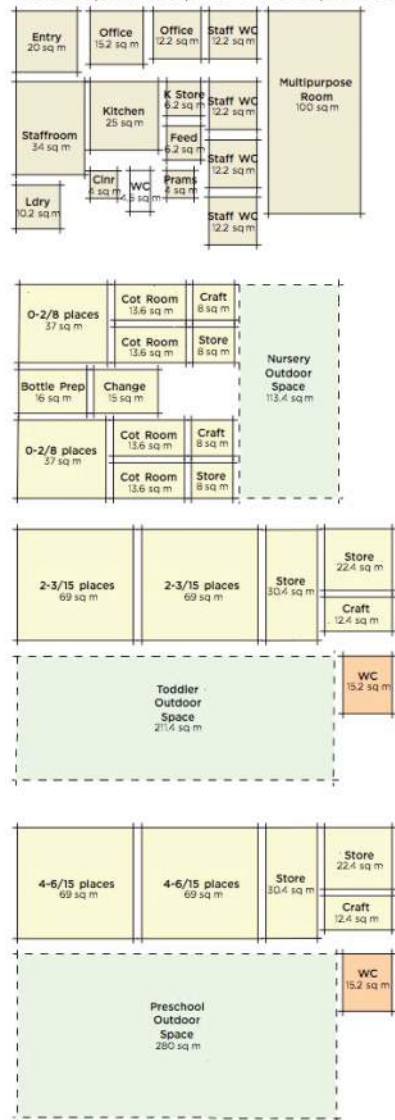 Entry
20 sq m
Office
15.2 sq m
Office
12.2 sq m
Staff WC
12.2 sq m
Multipurpose
Room
100 sq m
Staffroom
34 sq m
Kitchen
25 sq m
K Store
6.2 sq m
Staff WC
12.2 sq m
Feed
6.2 sq m
Staff WC
12.2 sq m
Ldry
10.2 sq m
Clnr
4 sq m
WC
sq m
Prams
4 sq m
Staff WC
12.2 sq m
0-2/8 places
37 sq m
Cot Room
13.6 sq m
Craft
8 sq m
Cot Room
13.6 sq m
Store
8 sq m
Nursery
Outdoor
Space
113.4 sq m
Bottle Prep
16 sq m
Change
15 sq m
0-2/8 places
37 sq m
Cot Room
13.6 sq m
Craft
8 sq m
Cot Room
13.6 sq m
Store
8 sq m
2-3/15 places
69 sq m
2-3/15 places
69 sq m
Store
30.4 sq m
Store
22.4 sq m
Craft
12.4 sq m
Toddler
Outdoor
Space
211.4 sq m
WC
15.2 sq m
4-6/15 places
69 sq m
4-6/15 places
69 sq m
Store
30.4 sq m
Store
22.4 sq m
Craft
12.4 sq m
Preschool
Outdoor
Space
280 sq m
WC
15.2 sq m